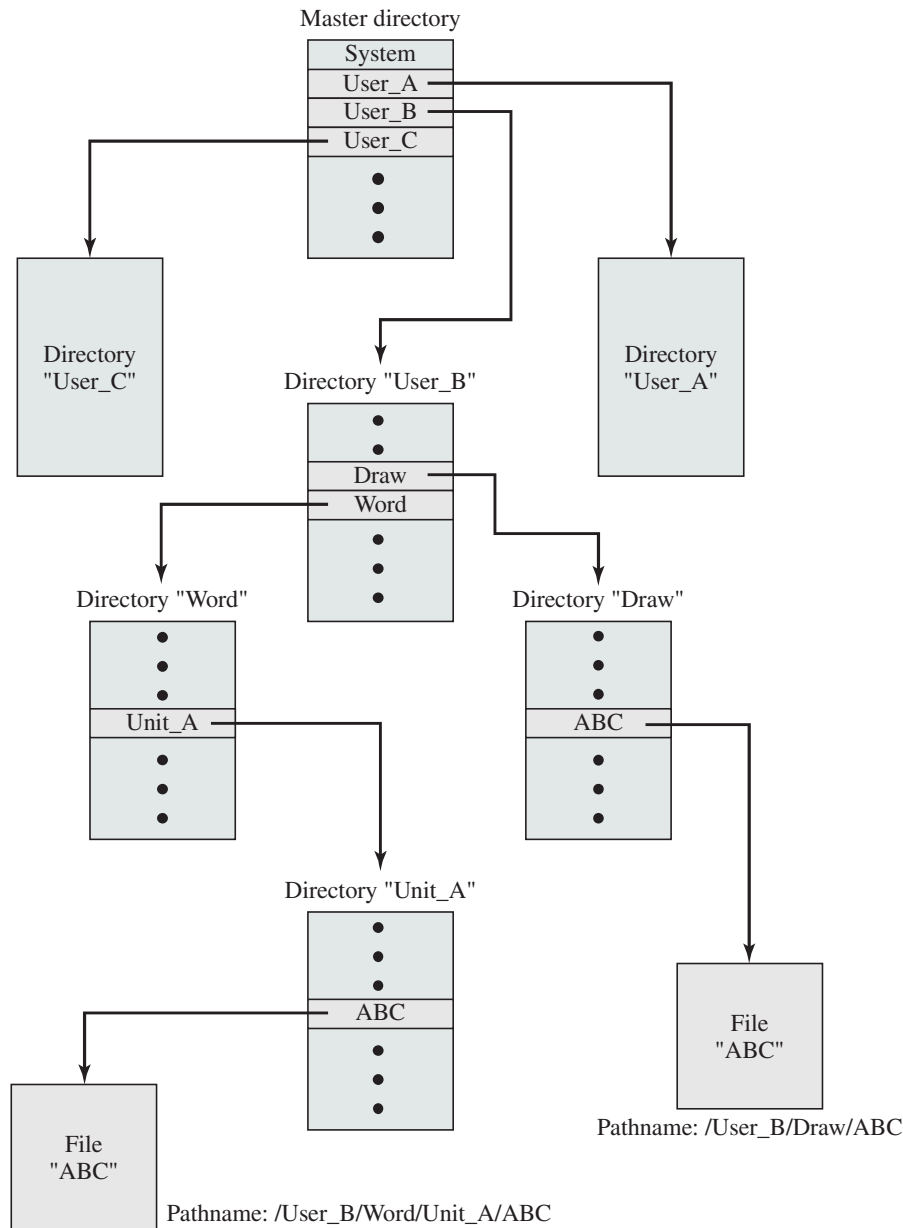 Master directory
System
User_A
User_B
User_C
Directory
"User_C"
Directory
"User_A"
Directory "User_B"
Draw
Word
Directory "Word"
Directory "Draw"
Unit_A
ABC
Directory "Unit_A"
ABC
File
"ABC"
Pathname: /User_B/Draw/ABC
File
"ABC"
Pathname: /User_B/Word/Unit_A/ABC